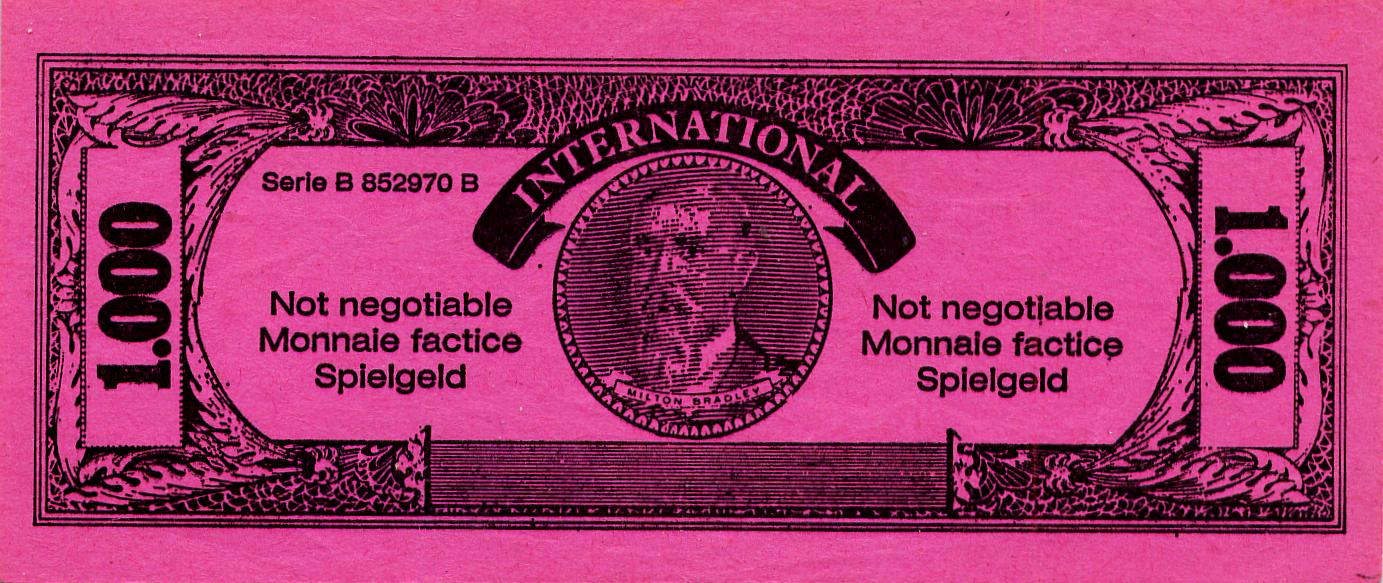 INTERNATIONAL
Serie B 852970 B
1.000
Not negotiable
Monnaie factice
Spielgeld
MILTON BRADLEY
Not negotiable
Monnaie factice
Spielgeld
1.000